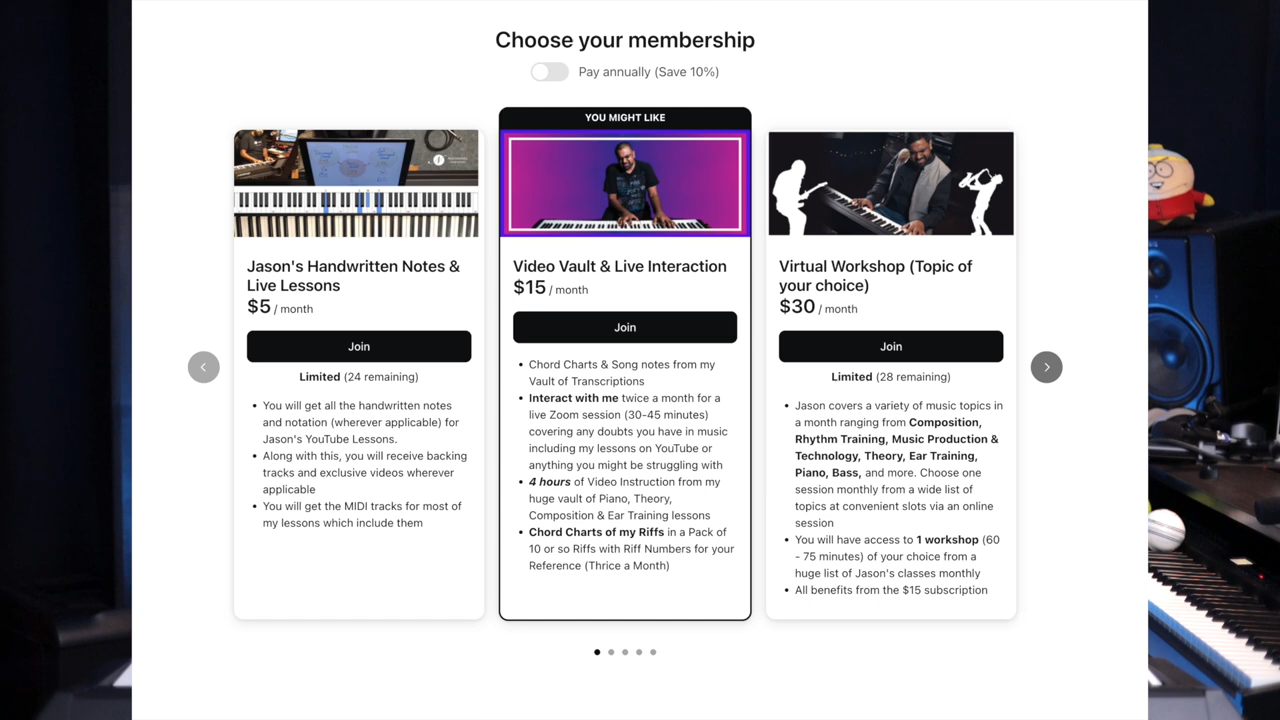 Choose your membership
Pay annually (Save 10%)
Jason's Handwritten Notes &
Live Lessons
$5 / month
Join
Limited (24 remaining)
• You will get all the handwritten notes
and notation (wherever applicable) for
Jason's YouTube Lessons.
• Along with this, you will receive backing
tracks and exclusive videos wherever
applicable
• You will get the MIDI tracks for most of
my lessons which include them
YOU MIGHT LIKE
Video Vault & Live Interaction
$15 / month
Join
• Chord Charts & Song notes from my
Vault of Transcriptions
• Interact with me twice a month for a
live Zoom session (30-45 minutes)
covering any doubts you have in music
including my lessons on YouTube or
anything you might be struggling with
• 4 hours of Video Instruction from my
huge vault of Piano, Theory,
Composition & Ear Training lessons
• Chord Charts of my Riffs in a Pack of
10 or so Riffs with Riff Numbers for your
Reference (Thrice a Month)
Virtual Workshop (Topic of
your choice)
$30 / month
Join
Limited (28 remaining)
• Jason covers a variety of music topics in
a month ranging from Composition,
Rhythm Training, Music Production &
Technology, Theory, Ear Training,
Piano, Bass, and more. Choose one
session monthly from a wide list of
topics at convenient slots via an online
session
• You will have access to 1 workshop (60
- 75 minutes) of your choice from a
huge list of Jason's classes monthly
• All benefits from the $15 subscription